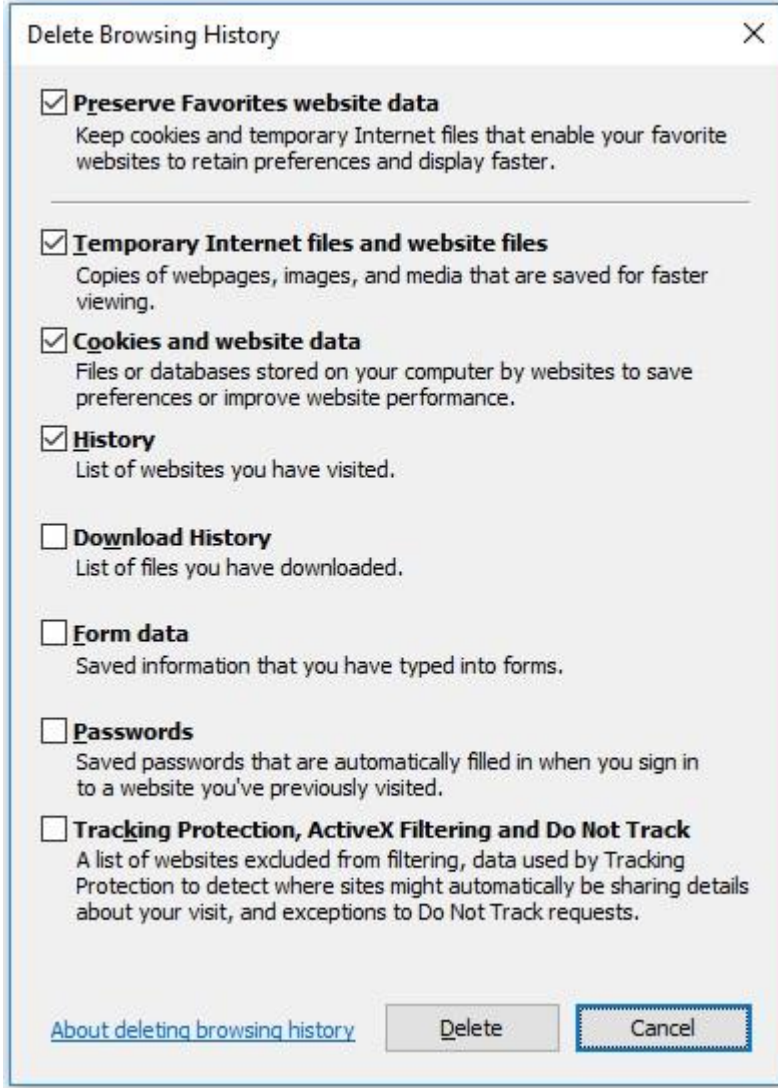 Delete Browsing History
Preserve Favorites website data
Keep cookies and temporary Internet files that enable your favorite
websites to retain preferences and display faster.
Temporary Internet files and website files
Copies of webpages, images, and media that are saved for faster
viewing.
Cookies and website data
Files or databases stored on your computer by websites to save
preferences or improve website performance.
History
List of websites you have visited.
Download History
List of files you have downloaded.
Form data
Saved information that you have typed into forms.
Passwords
Saved passwords that are automatically filled in when you sign in
to a website you've previously visited.
Tracking Protection, ActiveX Filtering and Do Not Track
A list of websites excluded from filtering, data used by Tracking
Protection to detect where sites might automatically be sharing details
about your visit, and exceptions to Do Not Track requests.
About deleting browsing history
Delete
Cancel